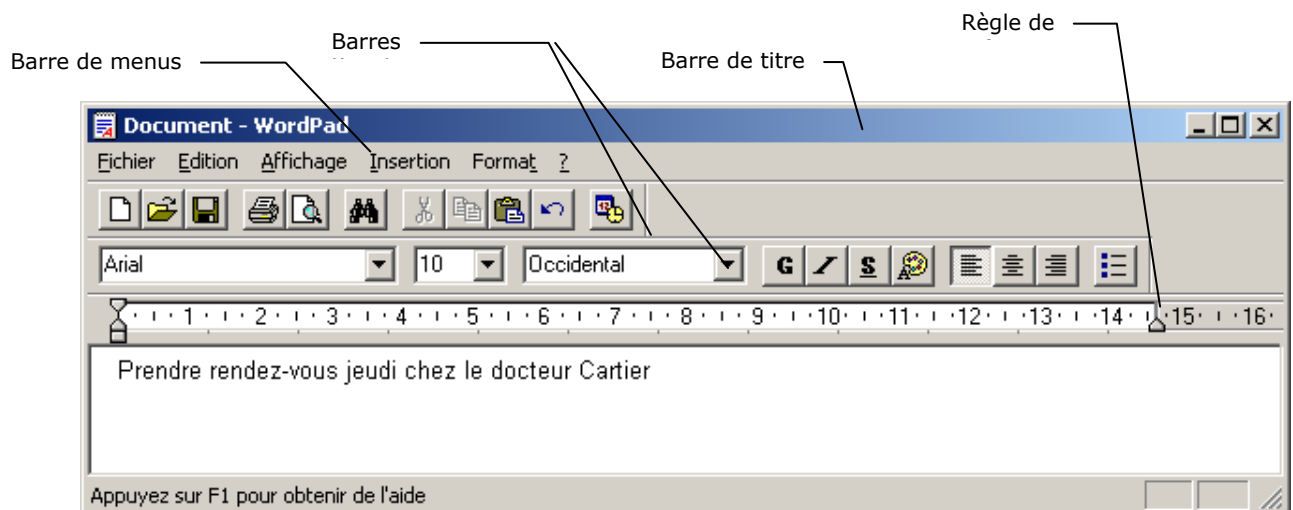 Règle de
Barres
Barre de menus
Barre de titre
Document - WordPad
Fichier Edition Affichage Insertion Format ?
Arial 10 Occidental G I S
1 2 3 4 5 6 7 8 9 10 11 12 13 14 15 16
Prendre rendez-vous jeudi chez le docteur Cartier
Appuyez sur F1 pour obtenir de l'aide